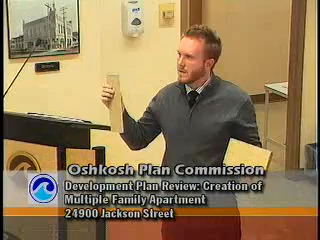 Oshkosh Plan Commission
Development Plan Review: Creation of
Multiple Family Apartment
24900 Jackson Street